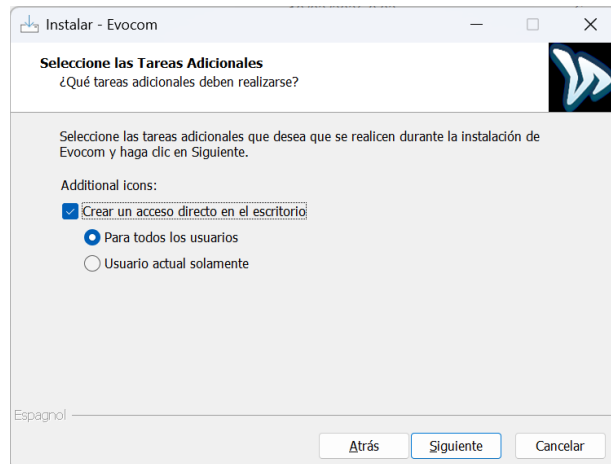 Instalar - Evocom
Seleccione las Tareas Adicionales
¿Qué tareas adicionales deben realizarse?
Seleccione las tareas adicionales que desea que se realicen durante la instalación de
Evocom y haga clic en Siguiente.
Additional icons:
Crear un acceso directo en el escritorio
Para todos los usuarios
Usuario actual solamente
Espagnol
Atrás
Siguiente
Cancelar